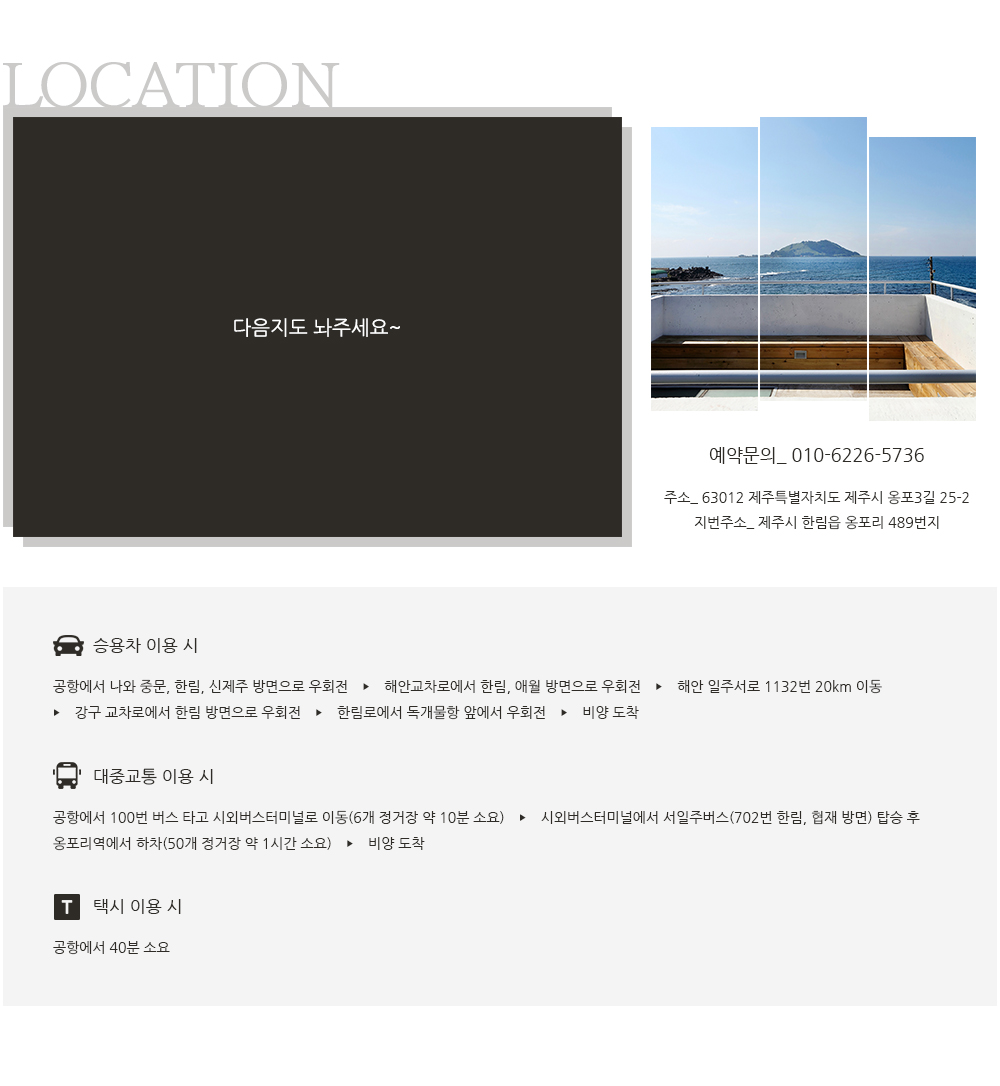 LOCATION
다음지도 놔주세요~
예약문의_ 010-6226-5736
주소_ 63012 제주특별자치도 제주시 옹포3길 25-2
지번주소_ 제주시 한림읍 옹포리 489번지
승용차 이용 시
공항에서 나와 중문, 한림, 신제주 방면으로 우회전 ▶ 해안교차로에서 한림, 애월 방면으로 우회전 ▶ 해안 일주서로 1132번 20km 이동
▶ 강구 교차로에서 한림 방면으로 우회전 ▶ 한림로에서 독개물항 앞에서 우회전 ▶ 비양 도착
대중교통 이용 시
공항에서 100번 버스 타고 시외버스터미널로 이동(6개 정거장 약 10분 소요) ▶ 시외버스터미널에서 서일주버스(702번 한림, 협재 방면) 탑승 후
옹포리역에서 하차(50개 정거장 약 1시간 소요) ▶ 비양 도착
T 택시 이용 시
공항에서 40분 소요